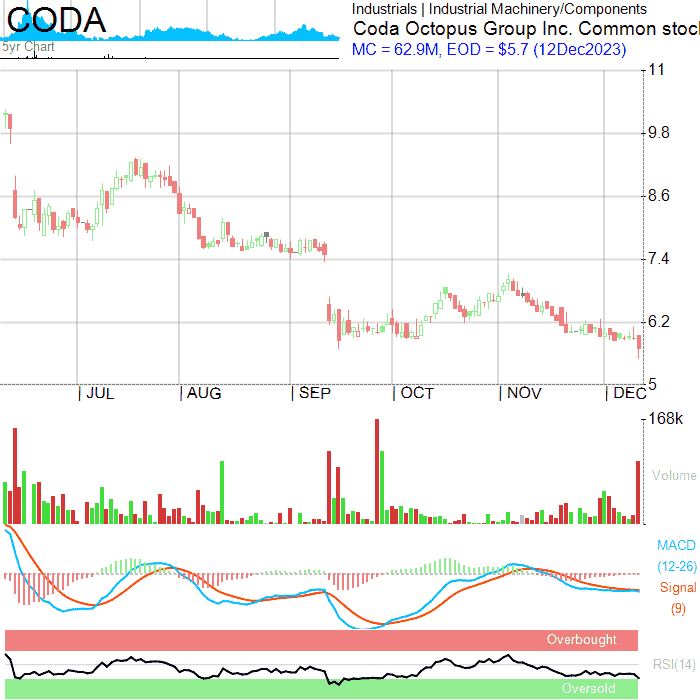 CODA
5yr Chart
Industrials | Industrial Machinery/Components
Coda Octopus Group Inc. Common stoc
MC = 62.9M, EOD = $5.7 (12Dec2023)
11
9.8
8.6
7.4
6.2
5
JUL AUG SEP OCT NOV DEC
168k
Volume
MACD
(12-26)
Signal
(9)
Overbought
RSI(14)
Oversold